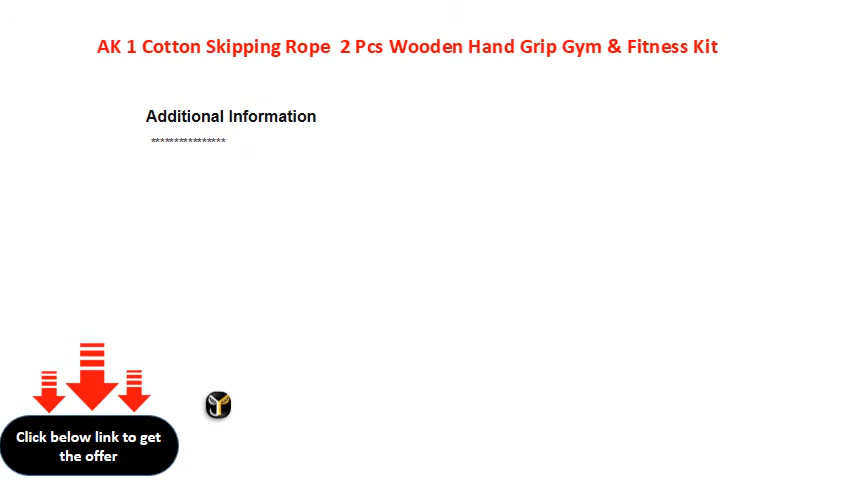 AK 1 Cotton Skipping Rope  2 Pcs Wooden Hand Grip Gym & Fitness Kit
Additional Information
****************
Click below link to get
the offer